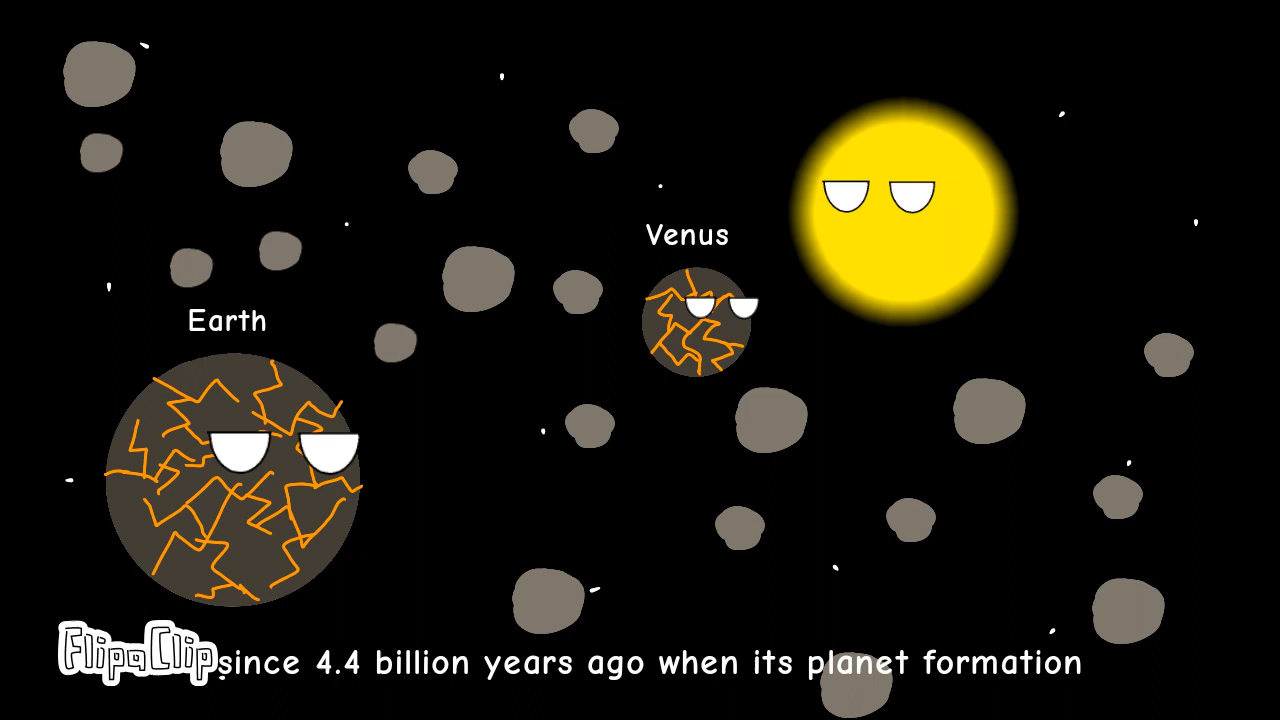 Venus
Earth
FlipaClip
since 4.4 billion years ago when its planet formation